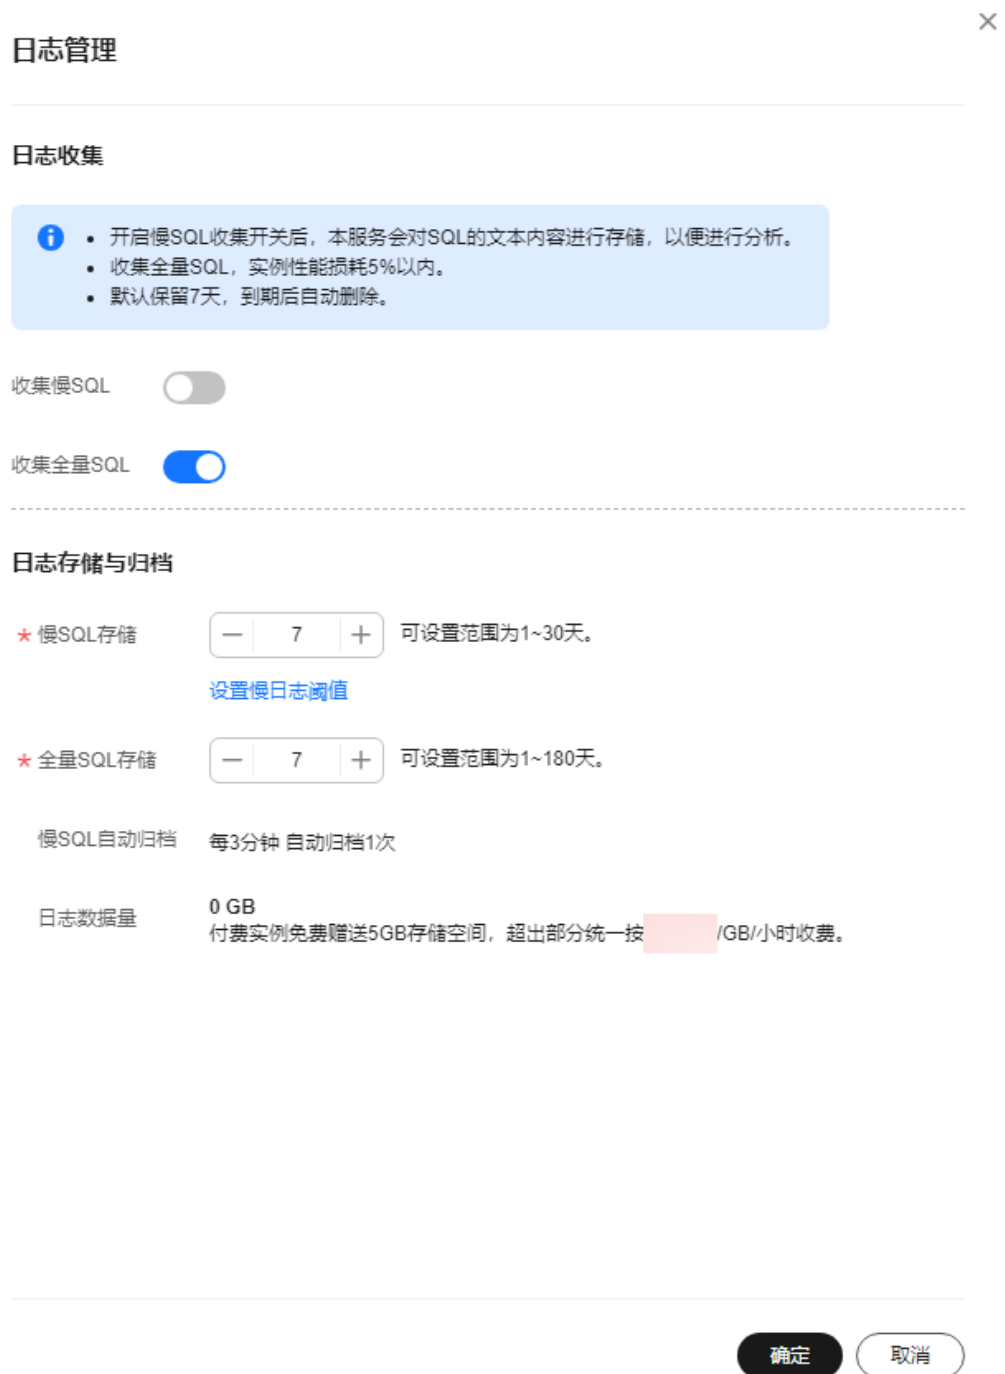 日志管理
日志收集
开启慢SQL收集开关后，本服务会对SQL的文本内容进行存储，以便进行分析。
收集全量SQL，实例性能损耗5%以内。
默认保留7天，到期后自动删除。
收集慢SQL
收集全量SQL
日志存储与归档
* 慢SQL存储 — 7 + 可设置范围为1~30天。
设置慢日志阈值
* 全量SQL存储 — 7 + 可设置范围为1~180天。
慢SQL自动归档 每3分钟 自动归档1次
日志数据量 0 GB
付费实例免费赠送5GB存储空间，超出部分统一按 /GB/小时收费。
确定 取消